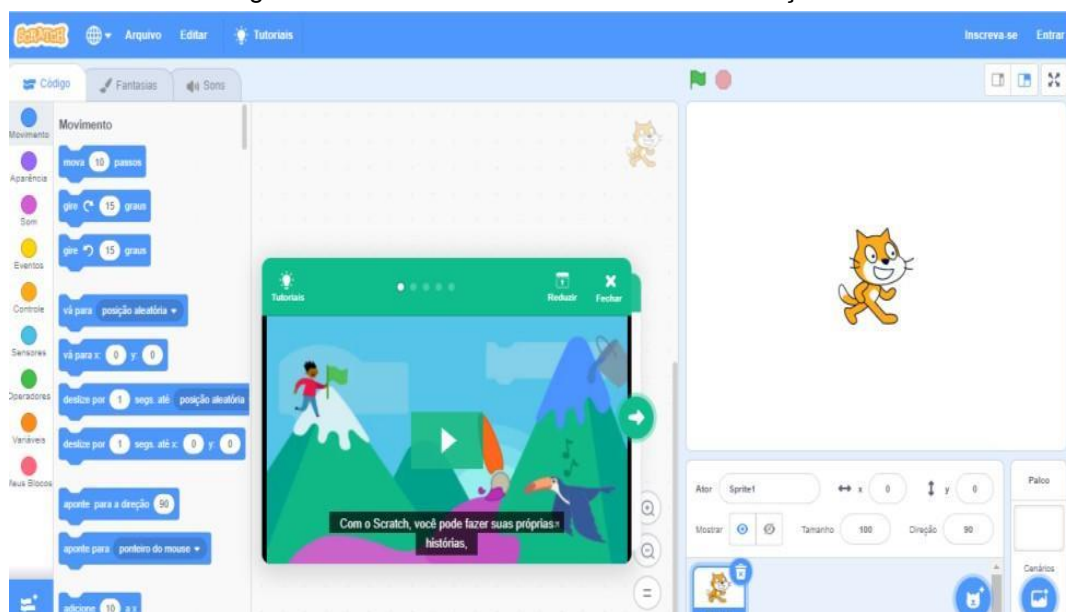 SCRATCH
Arquivo Editar Tutoriais Inscreva-se Entrar
Código Fantasias Sons
Movimento
Aparência
Som
Eventos
Controle
Sensores
Operadores
Variáveis
Meus Blocos
Movimento
mova 10 passos
gire 15 graus
gire 15 graus
vá para posição aleatória
vá para x: 0 y: 0
deslize por 1 segs. até posição aleatória
deslize por 1 segs. até x: 0 y: 0
aponte para a direção 90
aponte para ponteiro do mouse
adicione 10 a x
Tutoriais Reduzir Fechar
Com o Scratch, você pode fazer suas próprias
histórias,
Ator Sprite1 x 0 y 0
Mostrar Tamanho 100 Direção 90
Palco
Cenários